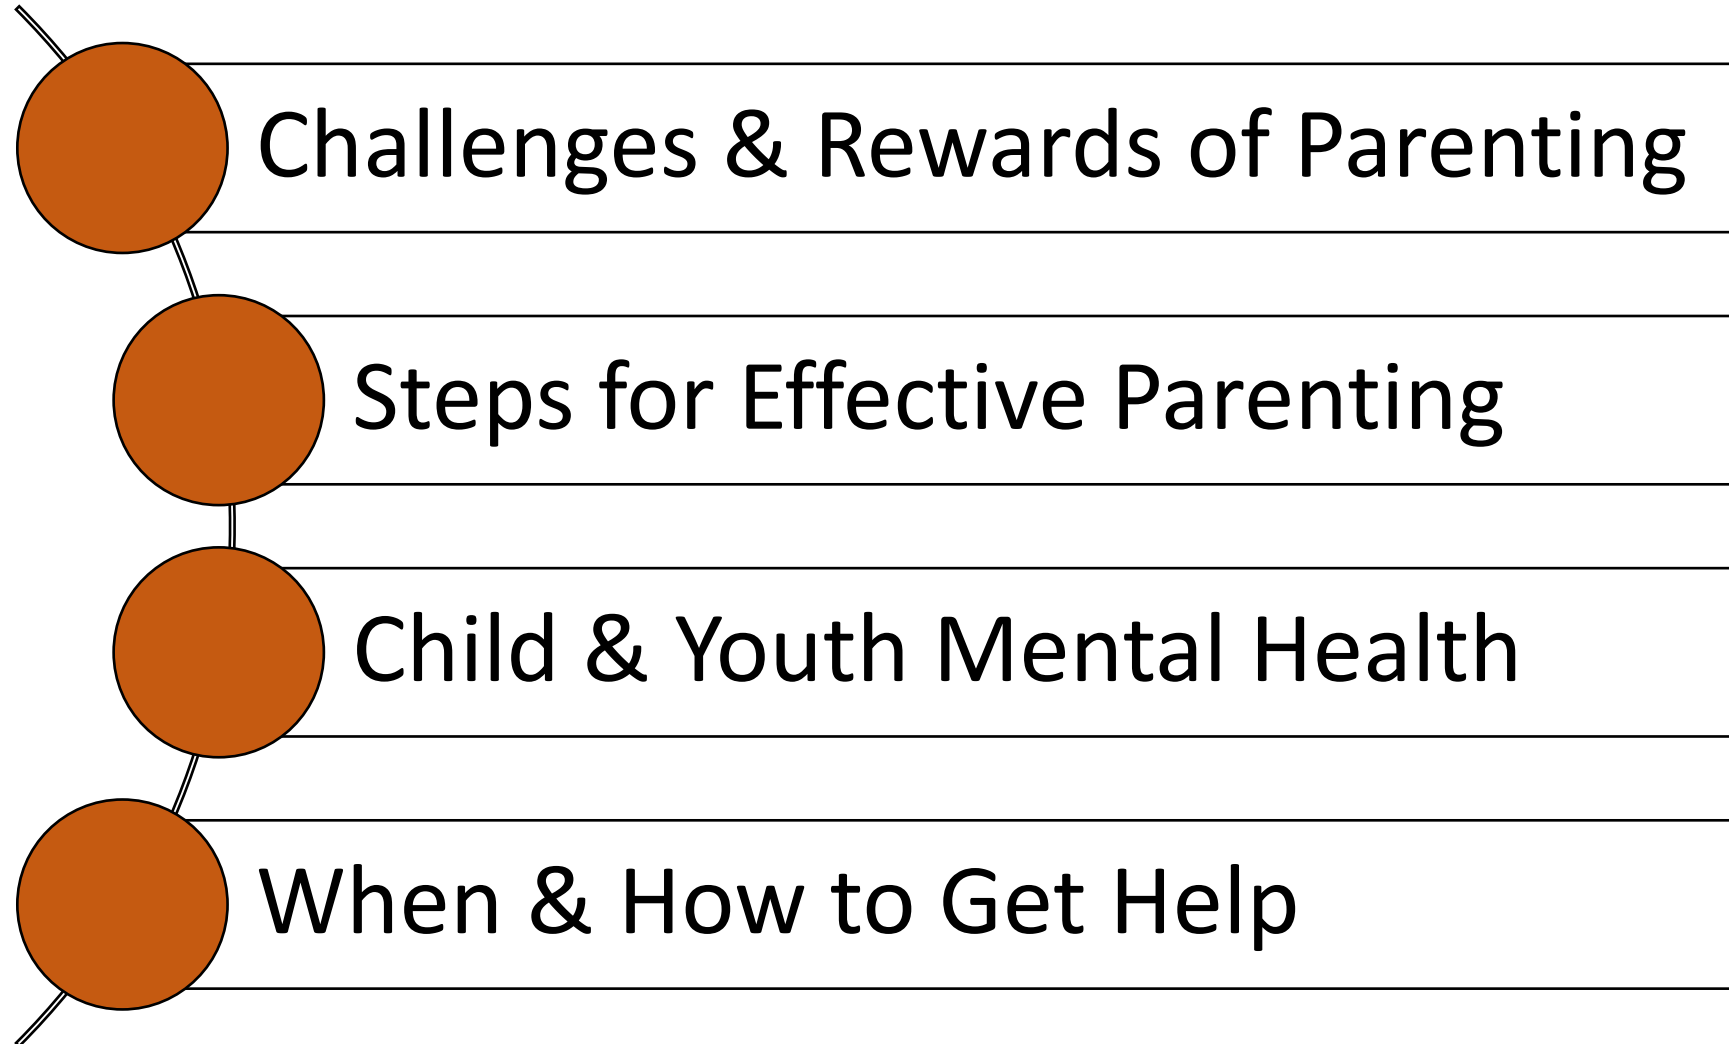 Challenges & Rewards of Parenting
Steps for Effective Parenting
Child & Youth Mental Health
When & How to Get Help